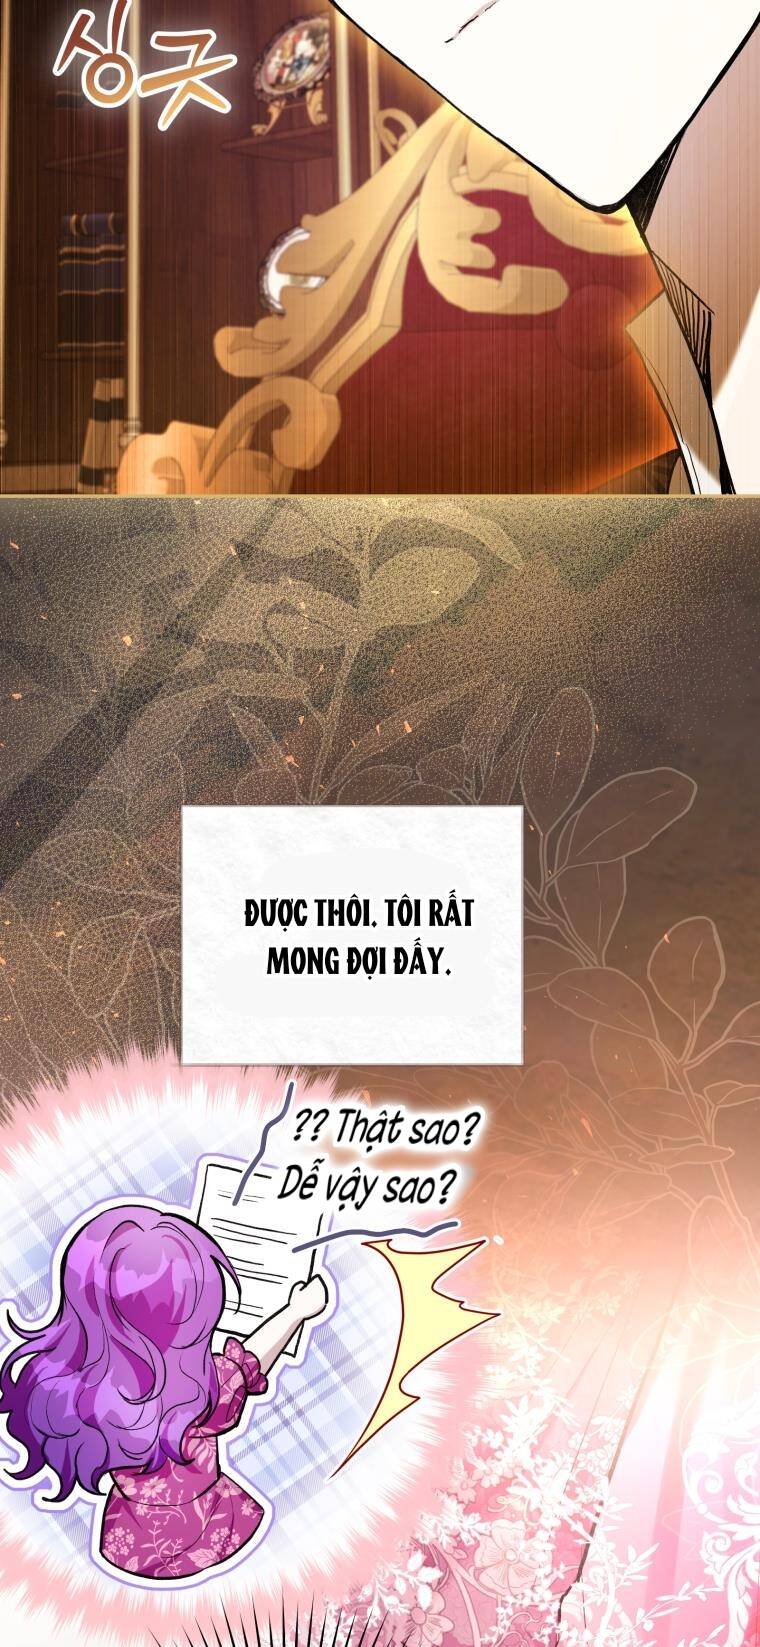 싱긋
ĐƯỢC THÔI. TÔI RẤT
MONG ĐỢI ĐẤY.
?? Thật sao?
Dễ vậy sao?